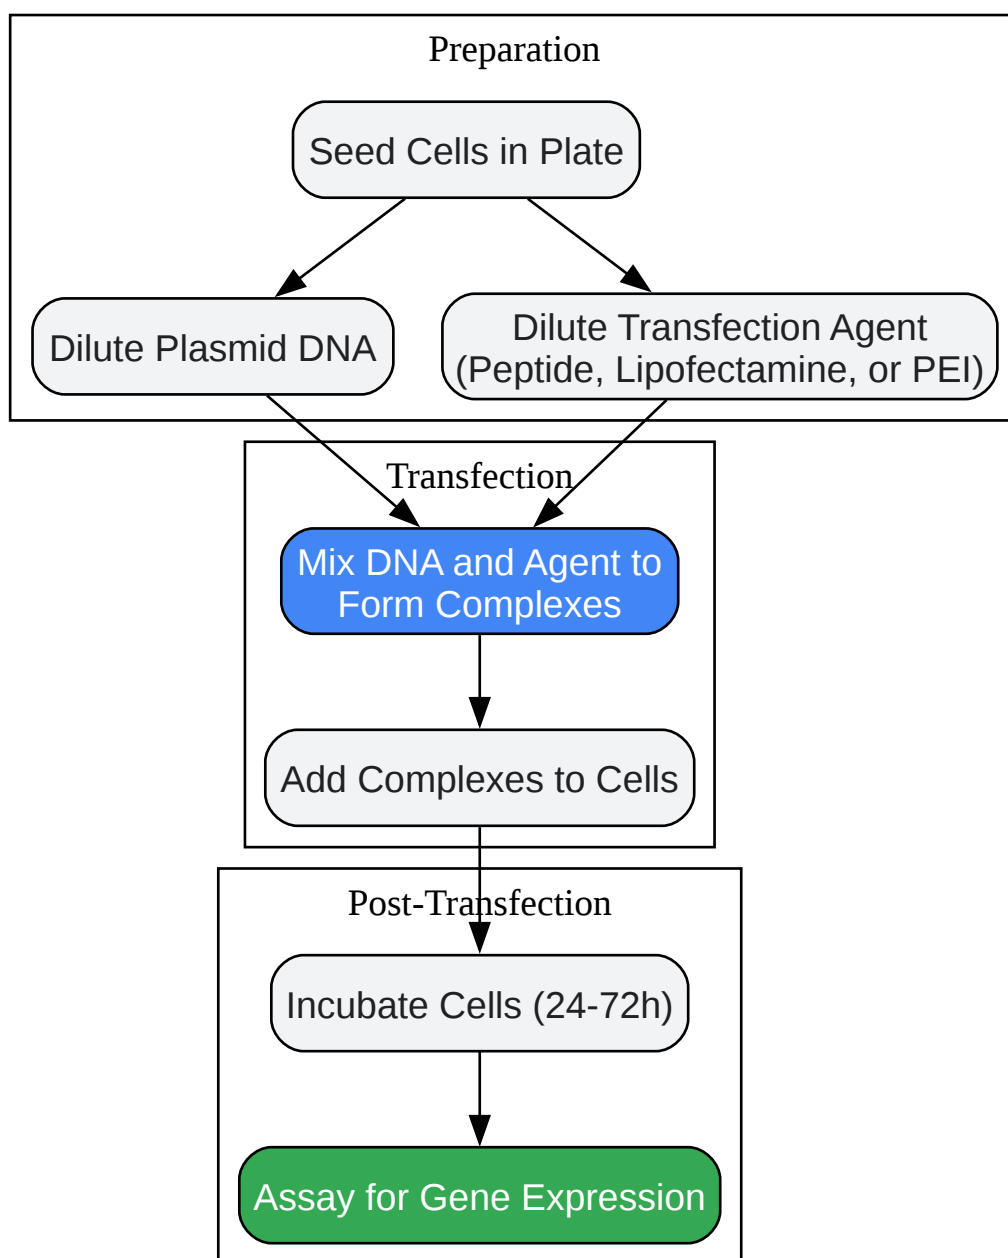 Preparation
Seed Cells in Plate
Dilute Plasmid DNA
Dilute Transfection Agent
(Peptide, Lipofectamine, or PEI)
Transfection
Mix DNA and Agent to
Form Complexes
Add Complexes to Cells
Post-Transfection
Incubate Cells (24-72h)
Assay for Gene Expression